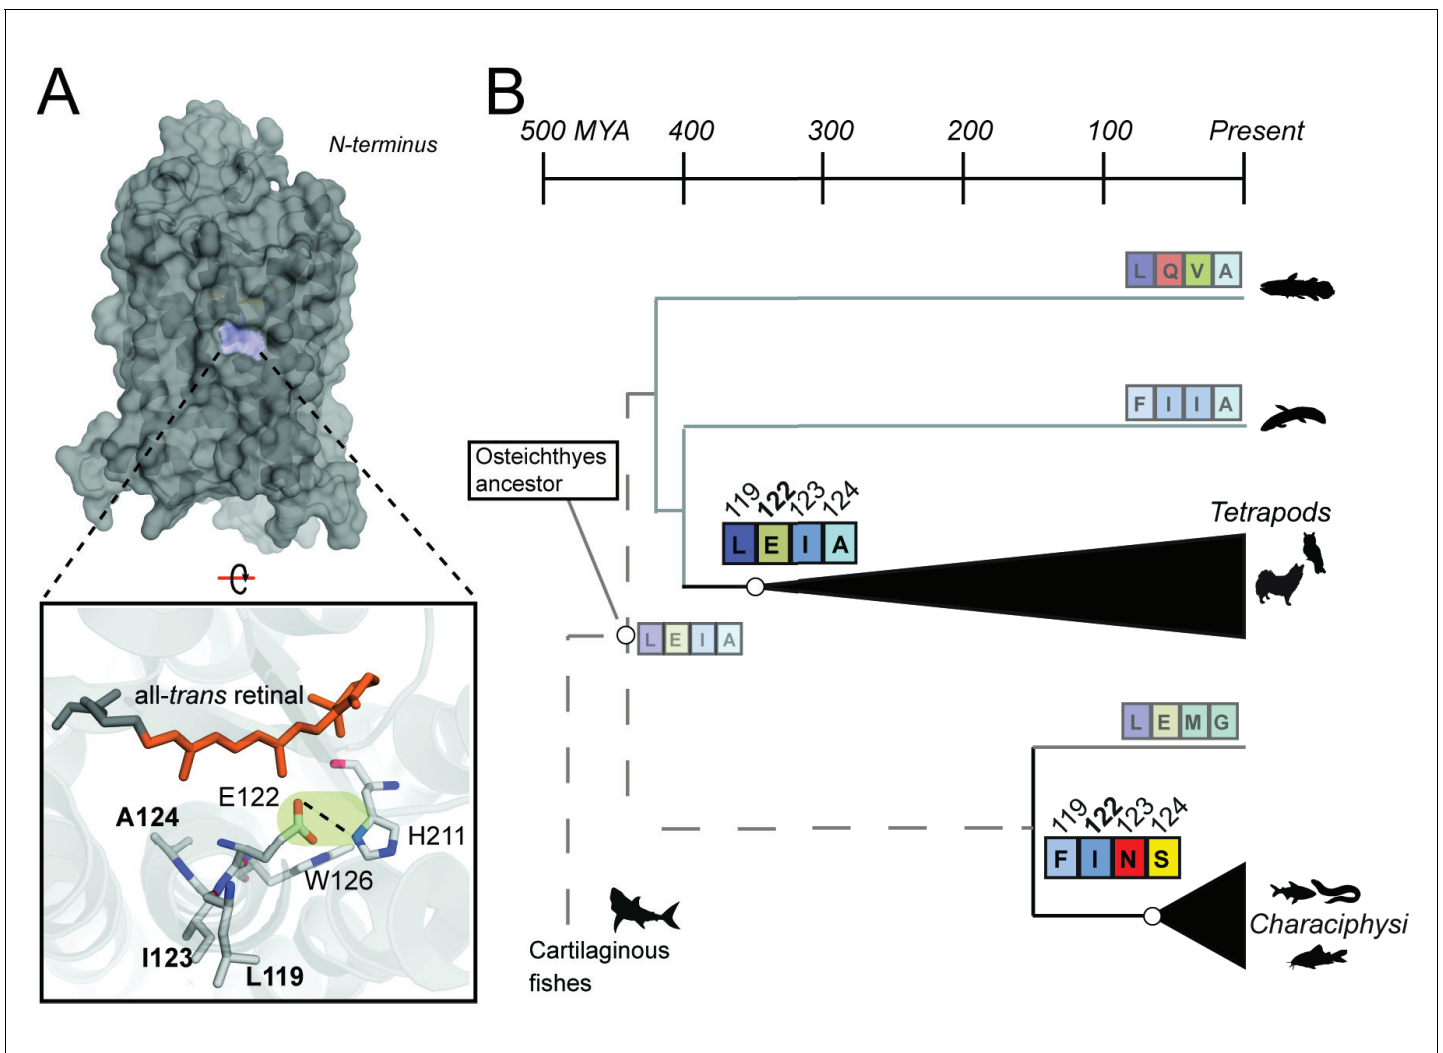 A
N-terminus
all-trans retinal
E122
A124
H211
W126
I123
L119
B
500 MYA 400 300 200 100 Present
L Q V A
F I I A
Osteichthyes
ancestor
119 122 123 124
L E I A
Tetrapods
L E I A
L E M G
119 122 123 124
F I N S
Characiphysi
Cartilaginous
fishes